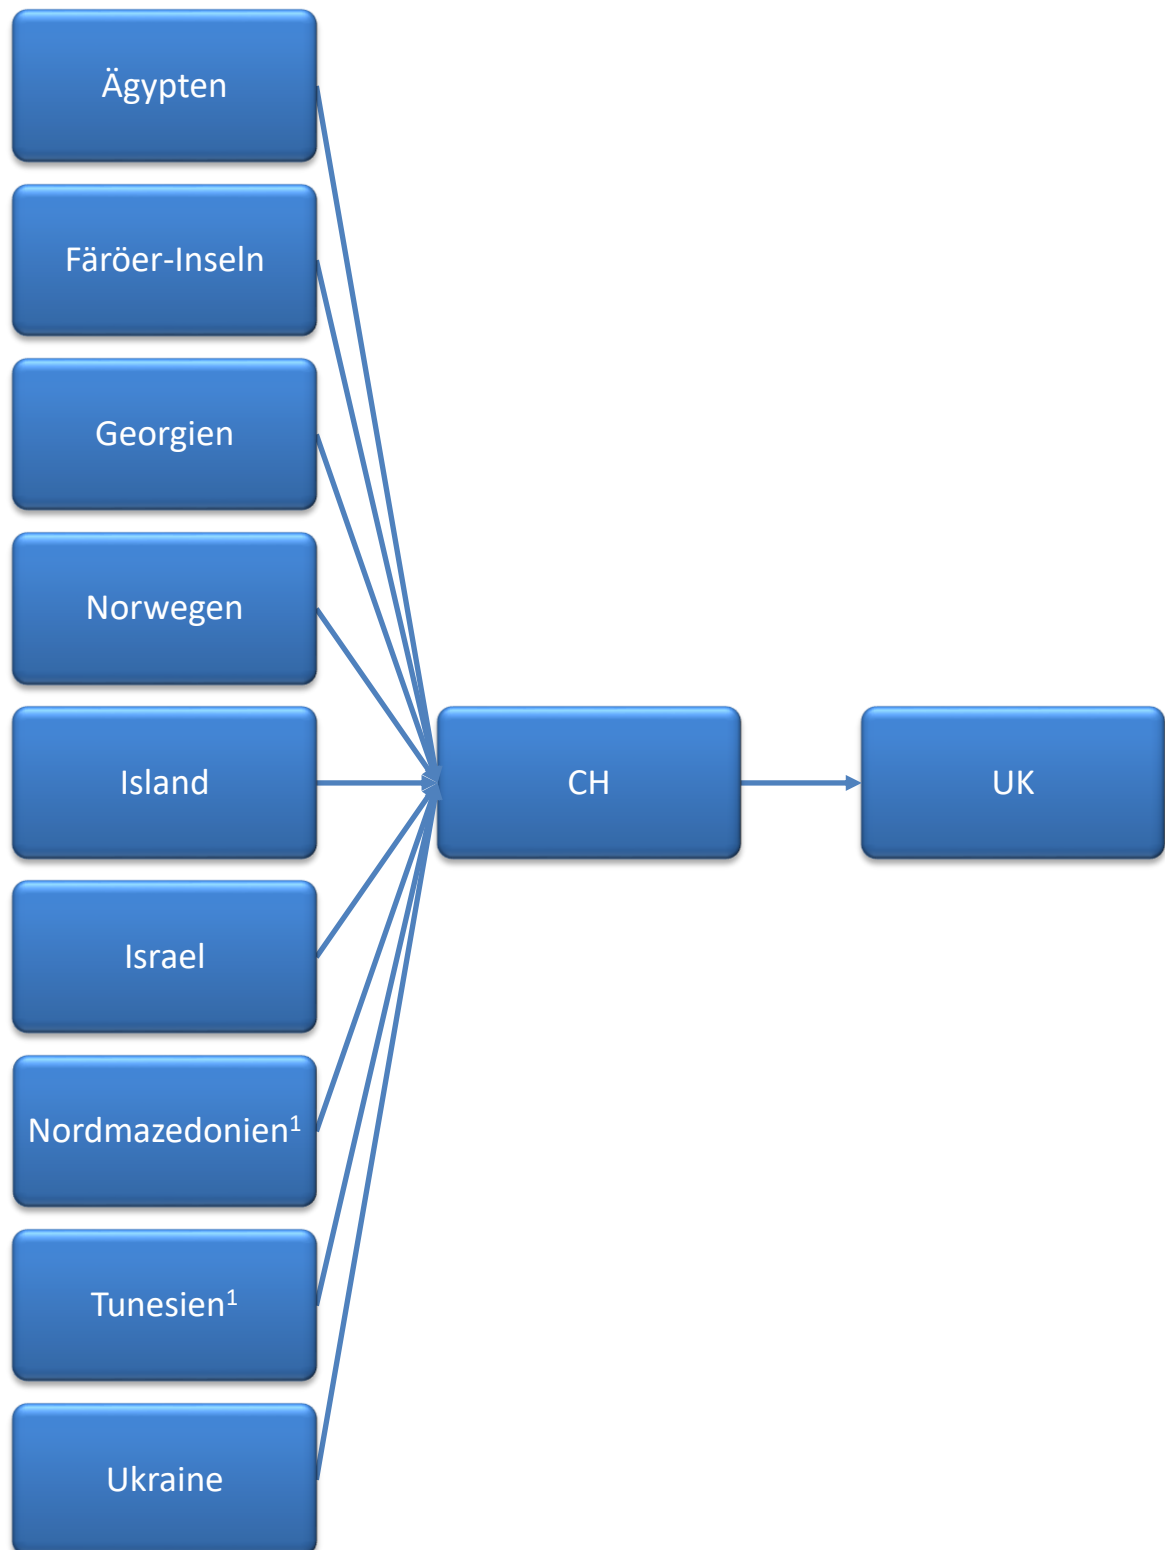 Ägypten
Färöer-Inseln
Georgien
Norwegen
Island
CH
UK
Israel
Nordmazedonien¹
Tunesien¹
Ukraine